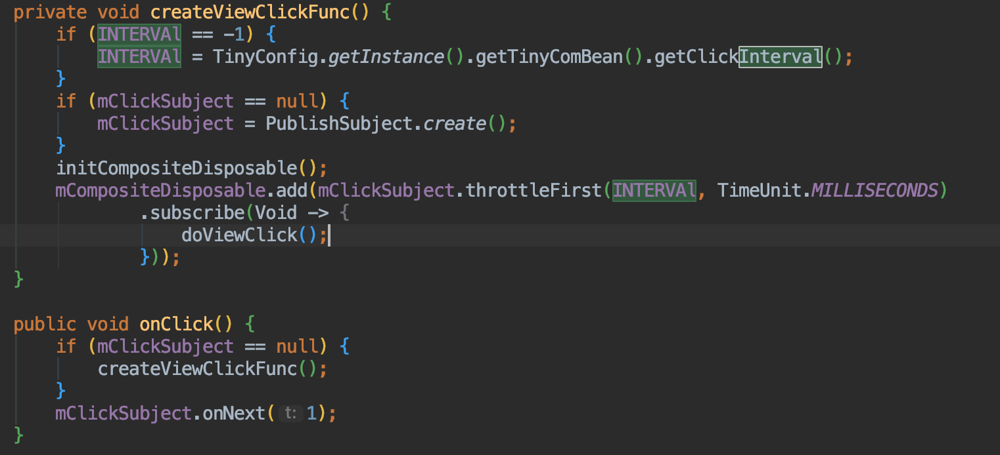 private void createViewClickFunc() {
    if (INTERVAl == -1) {
        INTERVAl = TinyConfig.getInstance().getTinyComBean().getClickInterval();
    }
    if (mClickSubject == null) {
        mClickSubject = PublishSubject.create();
    }
    initCompositeDisposable();
    mCompositeDisposable.add(mClickSubject.throttleFirst(INTERVAl, TimeUnit.MILLISECONDS)
            .subscribe(Void -> {
                doViewClick();
            }));
}

public void onClick() {
    if (mClickSubject == null) {
        createViewClickFunc();
    }
    mClickSubject.onNext( t: 1);
}